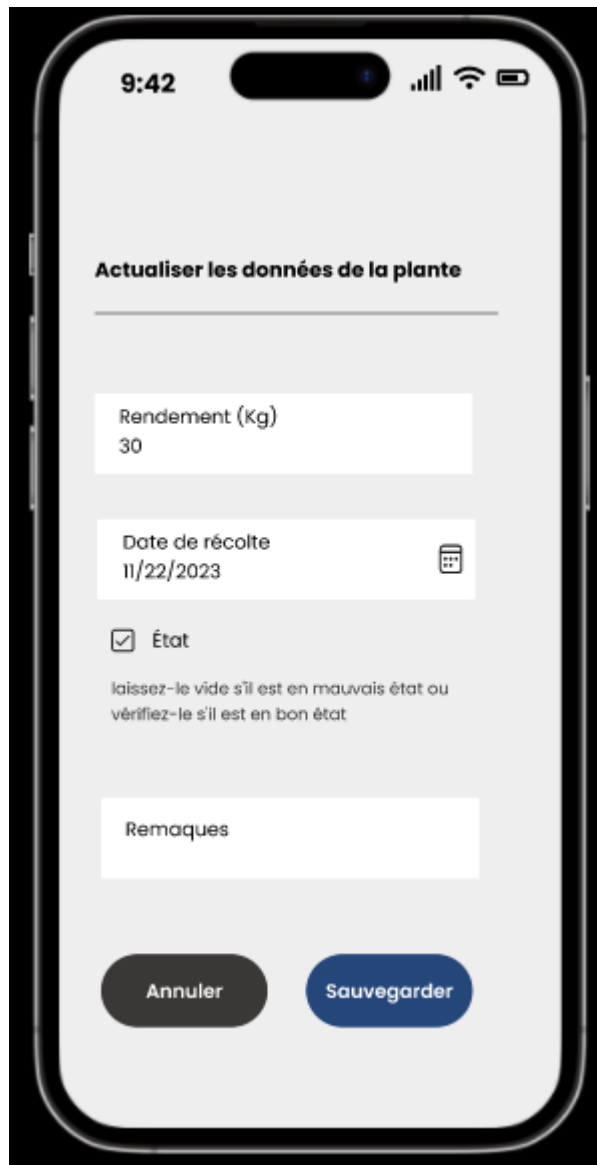 9:42
Actualiser les données de la plante
Rendement (Kg)
30
Date de récolte
11/22/2023
État
laissez-le vide s'il est en mauvais état ou
vérifiez-le s'il est en bon état
Remaques
Annuler
Sauvegarder